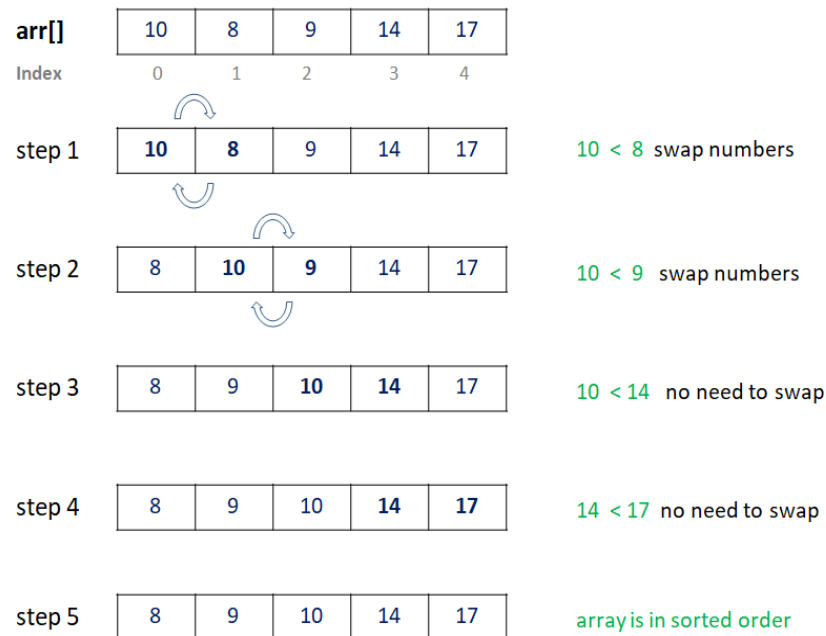 arr[] 10 8 9 14 17
Index 0 1 2 3 4
step 1 10 8 9 14 17 10 < 8 swap numbers
step 2 8 10 9 14 17 10 < 9 swap numbers
step 3 8 9 10 14 17 10 < 14 no need to swap
step 4 8 9 10 14 17 14 < 17 no need to swap
step 5 8 9 10 14 17 array is in sorted order